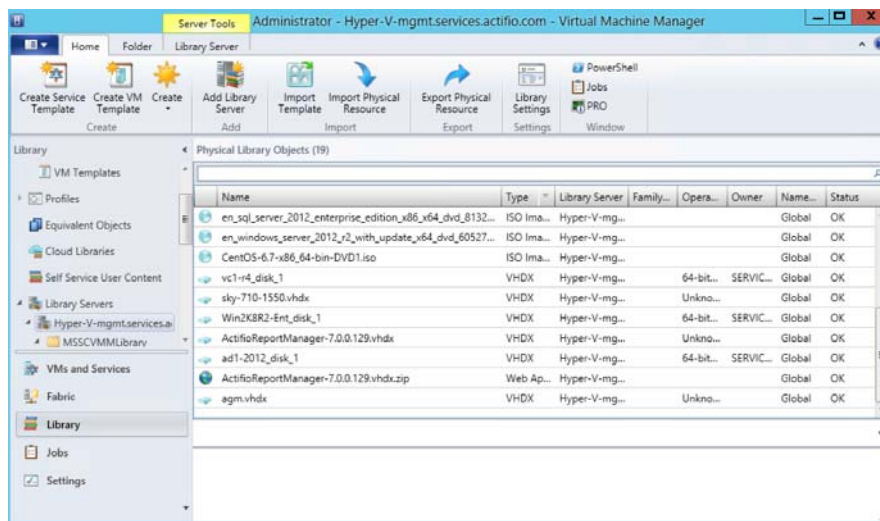 Server Tools
Administrator - Hyper-V-mgmt.services.actifio.com - Virtual Machine Manager
Home Folder Library Server
Create Service Template
Create VM Template
Create
Add Library Server
Import Template
Import Physical Resource
Export Physical Resource
Library Settings
PowerShell
Jobs
PRO
Create Add Import Export Settings Window
Library
VM Templates
Profiles
Equivalent Objects
Cloud Libraries
Self Service User Content
Library Servers
Hyper-V-mgmt.services.a
MSSCVMMLibrary
VMs and Services
Fabric
Library
Jobs
Settings
Physical Library Objects (19)
Name Type Library Server Family... Opera... Owner Name... Status
en_sql_server_2012_enterprise_edition_x86_x64_dvd_8132... ISO Ima... Hyper-V-mg... Global OK
en_windows_server_2012_r2_with_update_x64_dvd_60527... ISO Ima... Hyper-V-mg... Global OK
CentOS-6.7-x86_64-bin-DVD1.iso ISO Ima... Hyper-V-mg... Global OK
vc1-r4_disk_1 VHDX Hyper-V-mg... 64-bit... SERVIC... Global OK
sky-710-1550.vhdx VHDX Hyper-V-mg... Unkno... Global OK
Win2K8R2-Ent_disk_1 VHDX Hyper-V-mg... 64-bit... SERVIC... Global OK
ActifioReportManager-7.0.0.129.vhdx VHDX Hyper-V-mg... Unkno... Global OK
ad1-2012_disk_1 VHDX Hyper-V-mg... 64-bit... SERVIC... Global OK
ActifioReportManager-7.0.0.129.vhdx.zip Web Ap... Hyper-V-mg... Global OK
agm.vhdx VHDX Hyper-V-mg... Unkno... Global OK